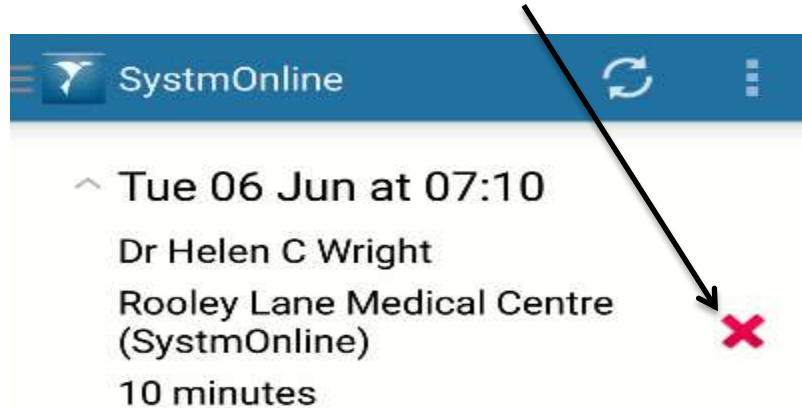 SystmOnline
Tue 06 Jun at 07:10
Dr Helen C Wright
Rooley Lane Medical Centre
(SystmOnline)
10 minutes